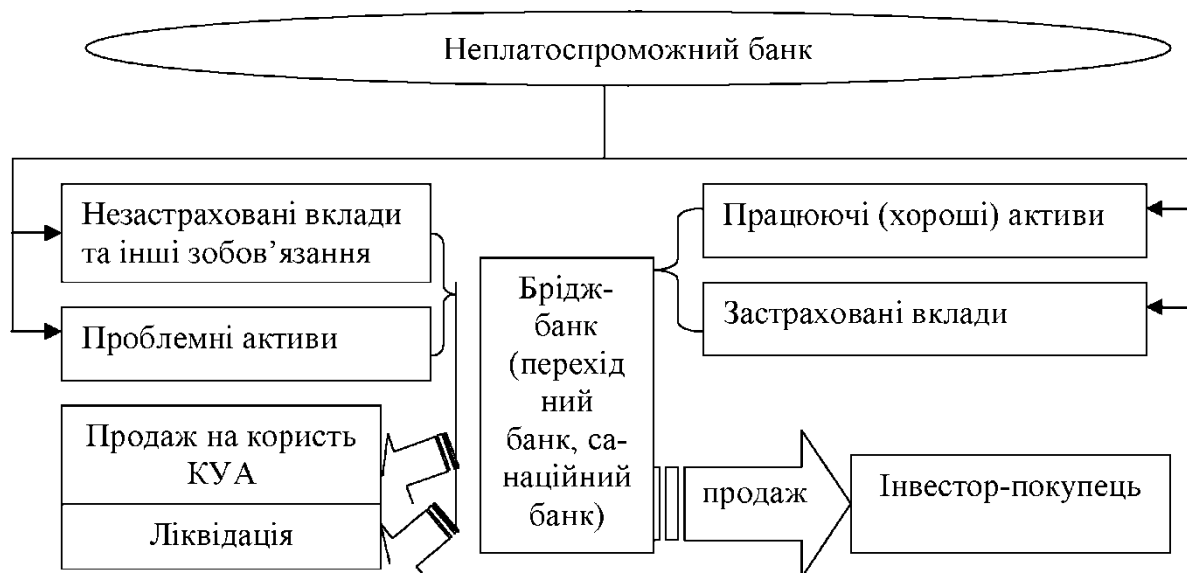 Неплатоспроможний банк
Незастраховані вклади
та інші зобов’язання
Проблемні активи
Продаж на користь
КУА
Ліквідація
Брідж-
банк
(перехід
ний
банк, са-
наційний
банк)
Працюючі (хороші) активи
Застраховані вклади
продаж
Інвестор-покупець